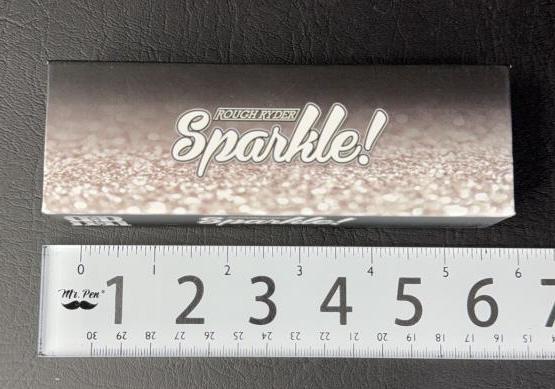 ROUGH RYDER
Sparkle!
Sparkle!
0 1 2 3 4 5 6
Mr. Pen®
1 2 3 4 5 6 7
30 29 28 27 26 25 24 23 22 21 20 19 18 17 16 15 14